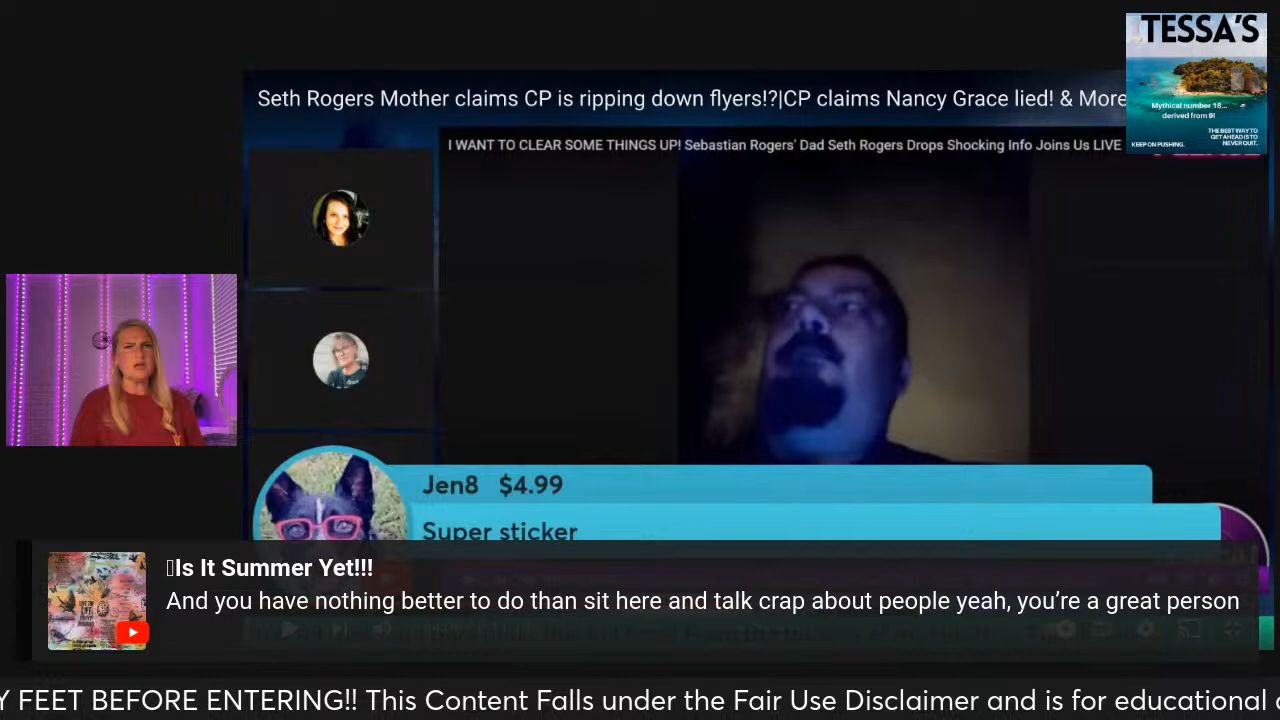 TESSA'S
Seth Rogers Mother claims CP is ripping down flyers!?|CP claims Nancy Grace lied! & More
Mythical number 18...
derived from 9!
I WANT TO CLEAR SOME THINGS UP! Sebastian Rogers' Dad Seth Rogers Drops Shocking Info Joins Us LIVE
THE BEST WAY TO
GET AHEAD IS TO
NEVER QUIT.
KEEP ON PUSHING.
Jen8 $4.99
Super sticker
Is It Summer Yet!!!
And you have nothing better to do than sit here and talk crap about people yeah, you’re a great person
Y FEET BEFORE ENTERING!! This Content Falls under the Fair Use Disclaimer and is for educational